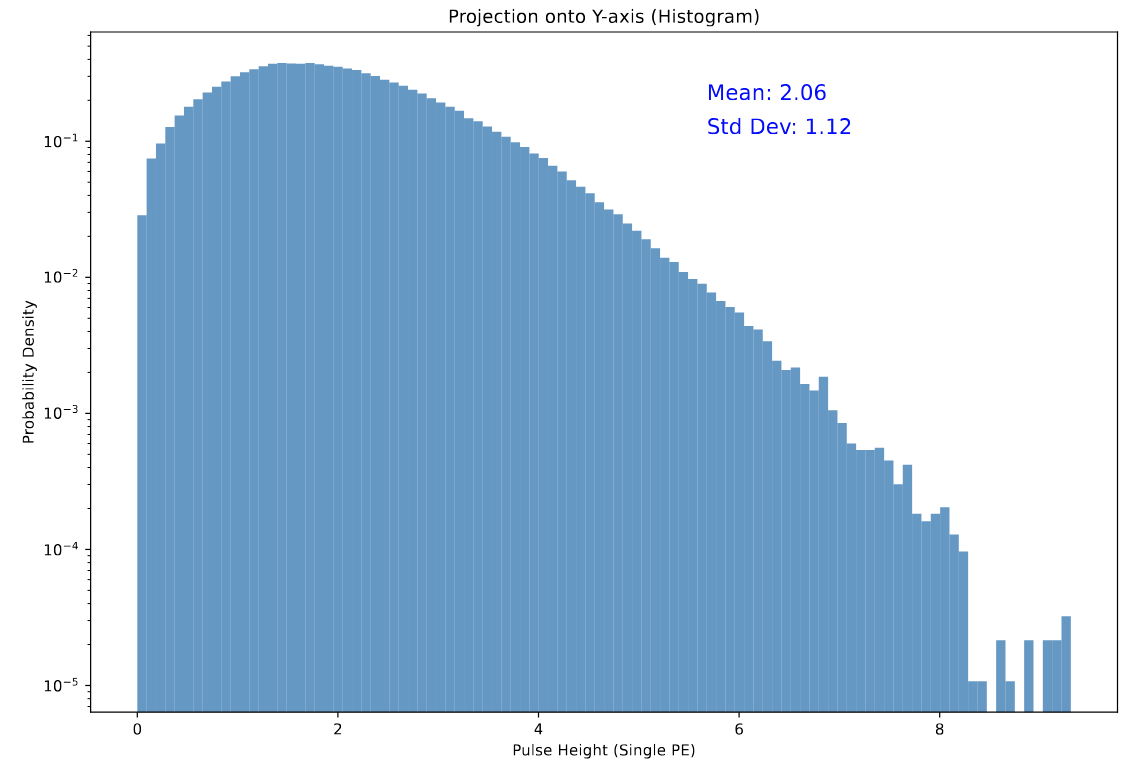 Projection onto Y-axis (Histogram)
Mean: 2.06
Std Dev: 1.12
Probability Density
10⁻¹
10⁻²
10⁻³
10⁻⁴
10⁻⁵
0 2 4 6 8
Pulse Height (Single PE)